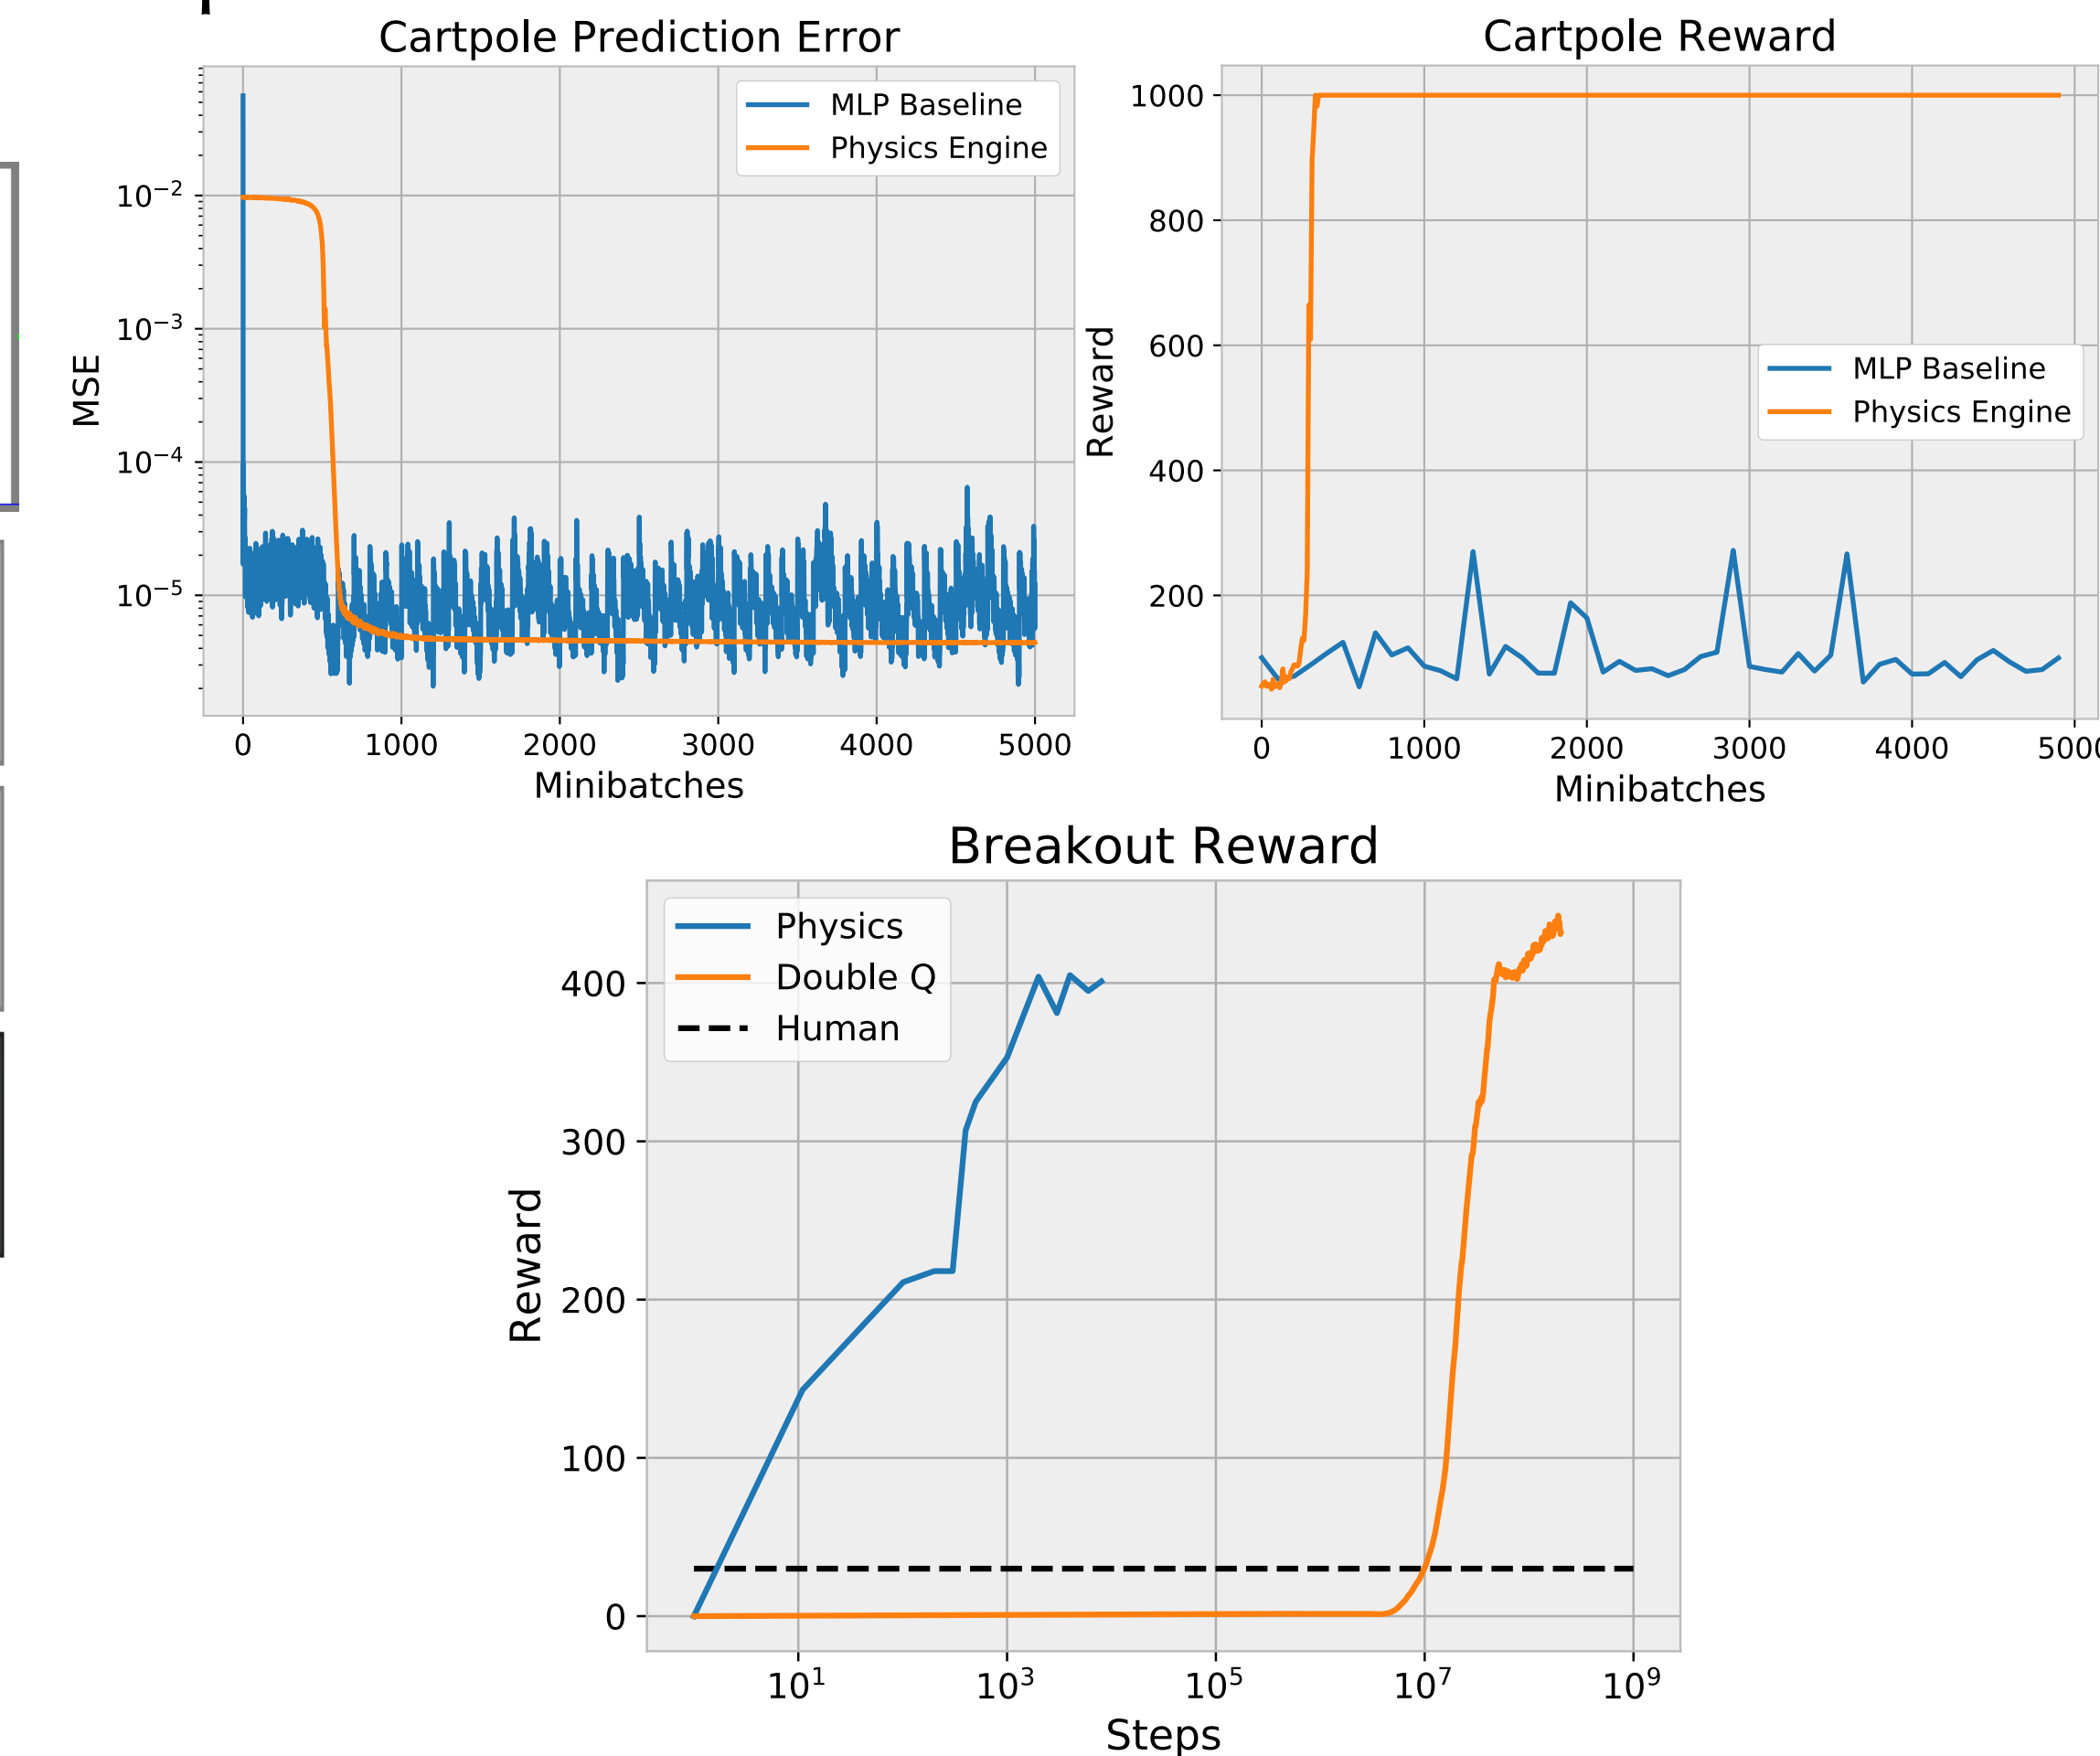 Cartpole Prediction Error
MLP Baseline
Physics Engine
10⁻²
10⁻³
10⁻⁴
10⁻⁵
MSE
0 1000 2000 3000 4000 5000
Minibatches
Cartpole Reward
1000
800
600
400
200
Reward
MLP Baseline
Physics Engine
0 1000 2000 3000 4000 5000
Minibatches
Breakout Reward
Physics
Double Q
Human
400
300
200
100
0
Reward
10¹ 10³ 10⁵ 10⁷ 10⁹
Steps